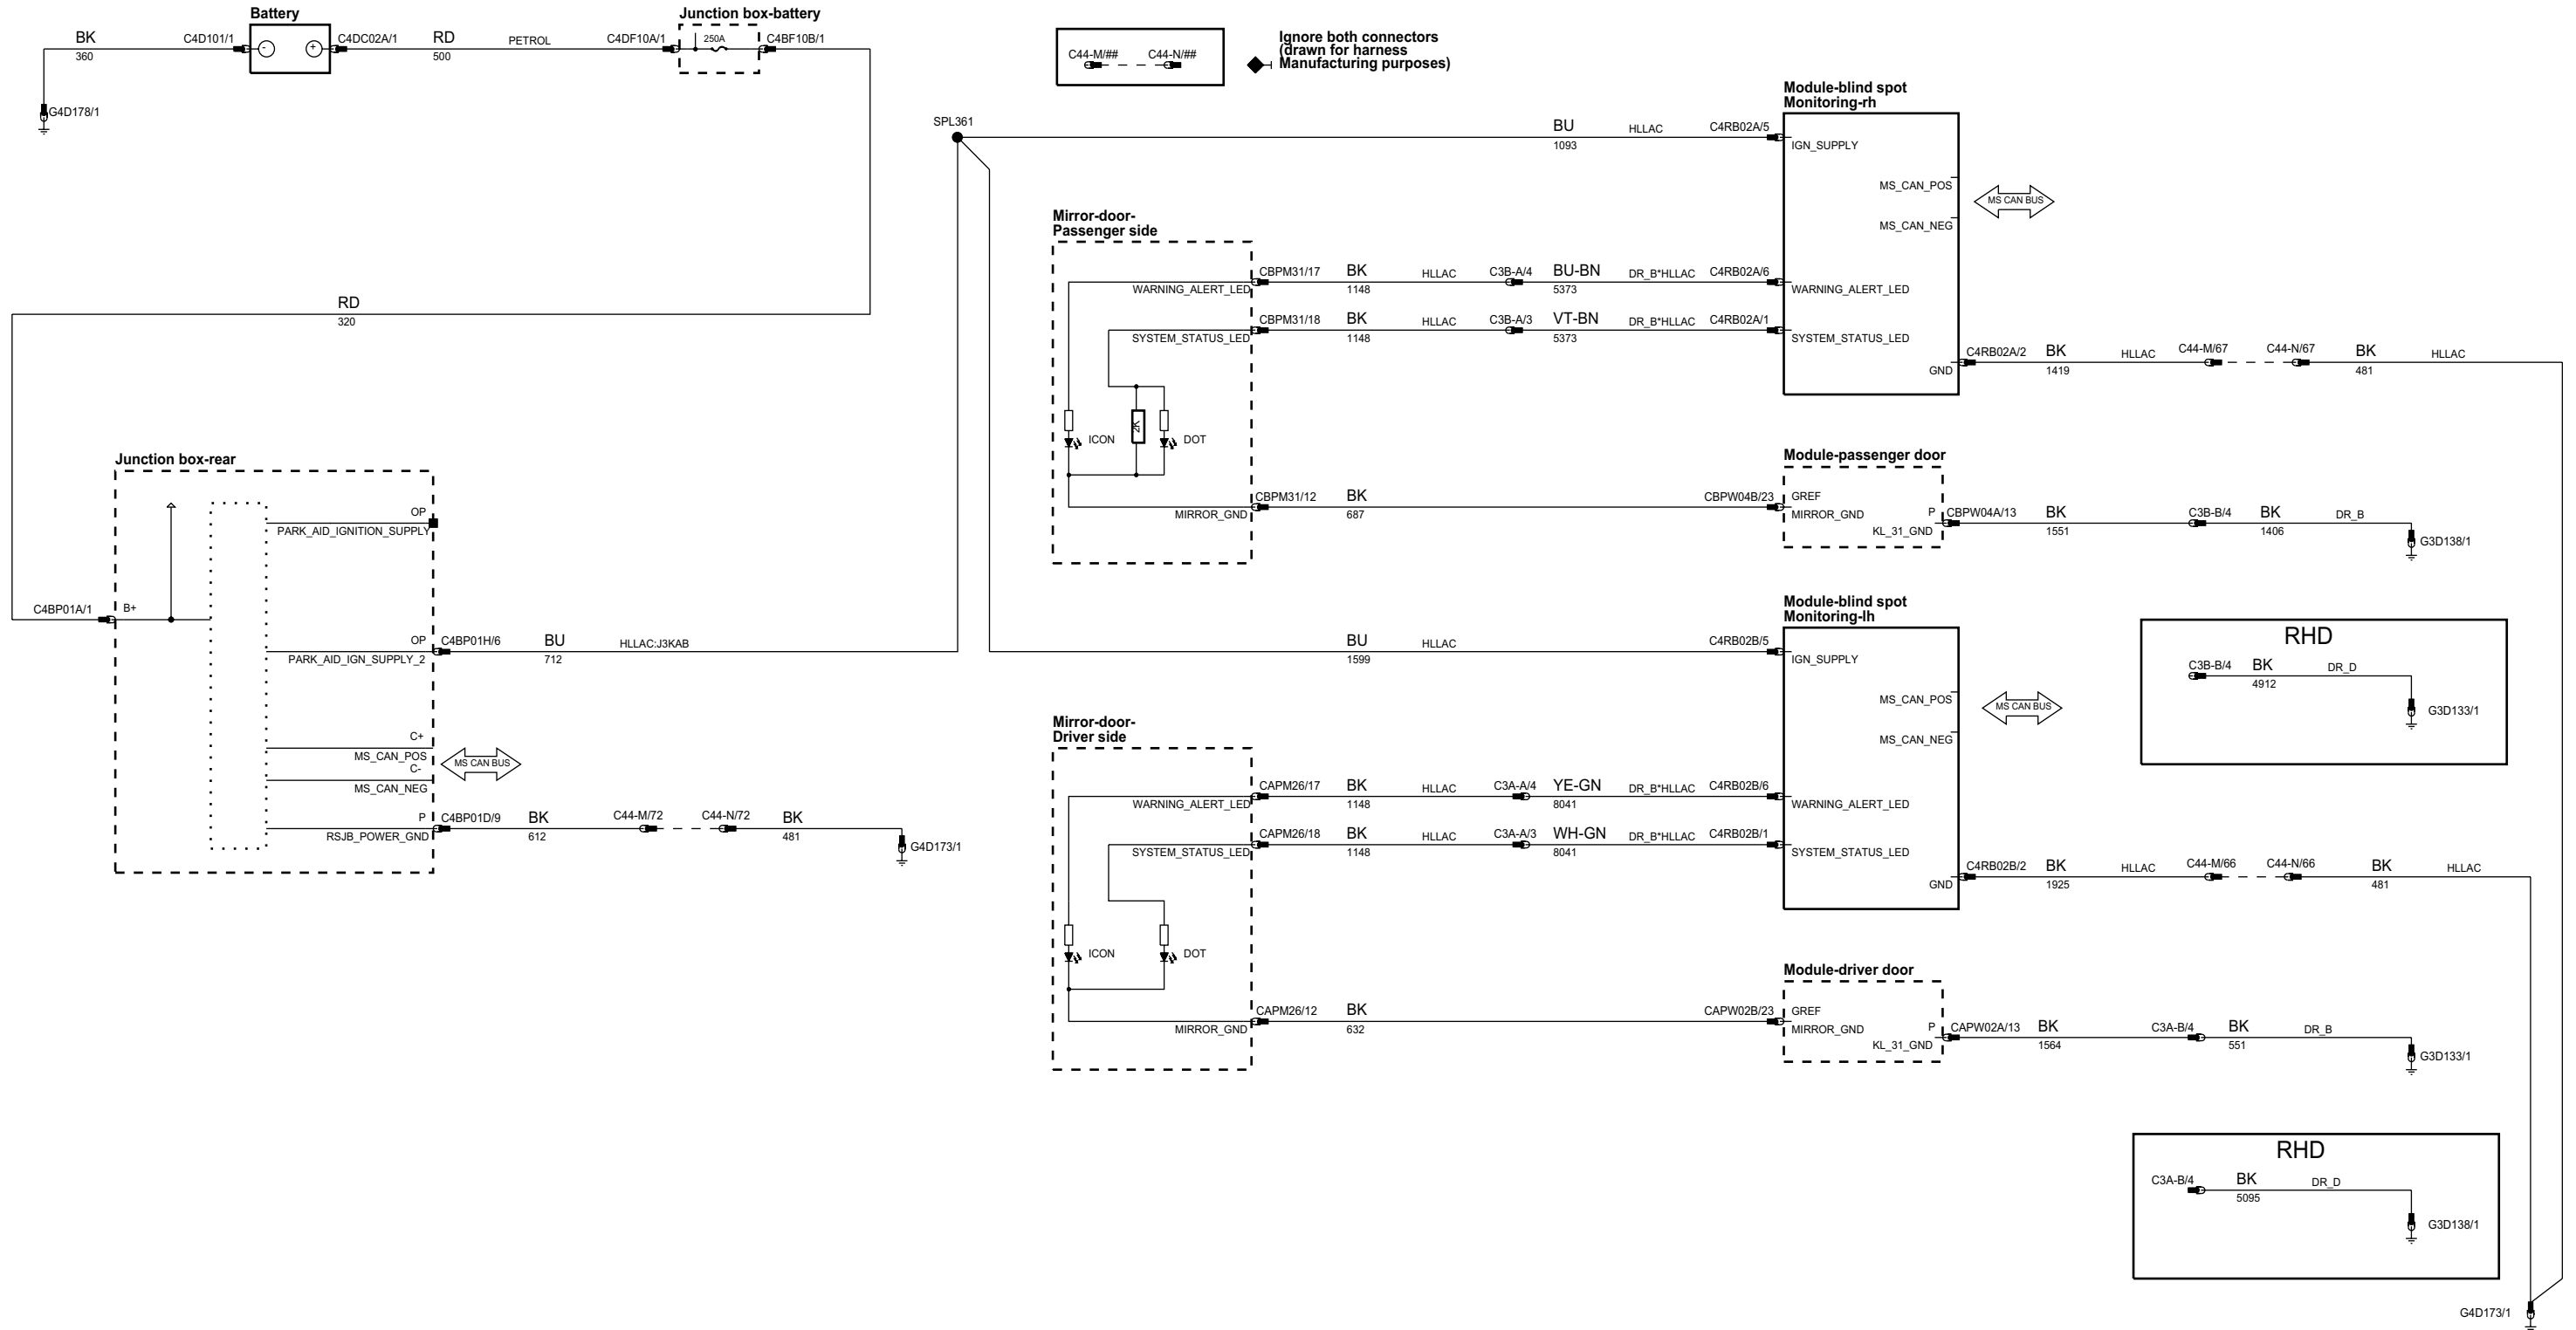 Battery
BK
360
C4D101/1
-
+
C4DC02A/1
RD
500
PETROL
C4DF10A/1
Junction box-battery
250A
C4BF10B/1
G4D178/1
RD
320
C44-M/##
C44-N/##
Ignore both connectors
(drawn for harness
Manufacturing purposes)
SPL361
BU
1093
HLLAC
C4RB02A/5
Module-blind spot
Monitoring-rh
IGN_SUPPLY
MS_CAN_POS
MS_CAN_NEG
MS CAN BUS
WARNING_ALERT_LED
SYSTEM_STATUS_LED
GND
Mirror-door-
Passenger side
WARNING_ALERT_LED
CBPM31/17
BK
1148
HLLAC
C3B-A/4
BU-BN
5373
DR_B*HLLAC
C4RB02A/6
SYSTEM_STATUS_LED
CBPM31/18
BK
1148
HLLAC
C3B-A/3
VT-BN
5373
DR_B*HLLAC
C4RB02A/1
C4RB02A/2
BK
1419
HLLAC
C44-M/67
C44-N/67
BK
481
HLLAC
ICON
2K
DOT
MIRROR_GND
CBPM31/12
BK
687
CBPW04B/23
Module-passenger door
GREF
MIRROR_GND
P
KL_31_GND
CBPW04A/13
BK
1551
C3B-B/4
BK
1406
DR_B
G3D138/1
Junction box-rear
C4BP01A/1
B+
OP
PARK_AID_IGNITION_SUPPLY
OP
PARK_AID_IGN_SUPPLY_2
C4BP01H/6
BU
712
HLLAC:J3KAB
C+
MS_CAN_POS
C-
MS_CAN_NEG
MS CAN BUS
P
RSJB_POWER_GND
C4BP01D/9
BK
612
C44-M/72
C44-N/72
BK
481
G4D173/1
BU
1599
HLLAC
C4RB02B/5
Module-blind spot
Monitoring-lh
IGN_SUPPLY
MS_CAN_POS
MS_CAN_NEG
MS CAN BUS
WARNING_ALERT_LED
SYSTEM_STATUS_LED
GND
RHD
C3B-B/4
BK
4912
DR_D
G3D133/1
Mirror-door-
Driver side
WARNING_ALERT_LED
CAPM26/17
BK
1148
HLLAC
C3A-A/4
YE-GN
8041
DR_B*HLLAC
C4RB02B/6
SYSTEM_STATUS_LED
CAPM26/18
BK
1148
HLLAC
C3A-A/3
WH-GN
8041
DR_B*HLLAC
C4RB02B/1
C4RB02B/2
BK
1925
HLLAC
C44-M/66
C44-N/66
BK
481
HLLAC
ICON
DOT
MIRROR_GND
CAPM26/12
BK
632
CAPW02B/23
Module-driver door
GREF
MIRROR_GND
P
KL_31_GND
CAPW02A/13
BK
1564
C3A-B/4
BK
551
DR_B
G3D133/1
RHD
C3A-B/4
BK
5095
DR_D
G3D138/1
G4D173/1